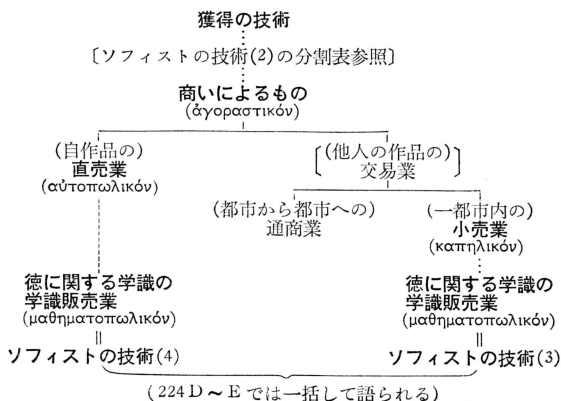 獲得の技術
〔ソフィストの技術(2)の分割表参照〕
商いによるもの
(ἀγοραστικόν)
(自作品の)
直売業
(αὐτοπωλικόν)
(他人の作品の)
交易業
(都市から都市への)
通商業
(一都市内の)
小売業
(καπηλικόν)
徳に関する学識の
学識販売業
(μαθηματοπωλικόν)
ソフィストの技術(4)
徳に関する学識の
学識販売業
(μαθηματοπωλικόν)
ソフィストの技術(3)
(224D~Eでは一括して語られる)